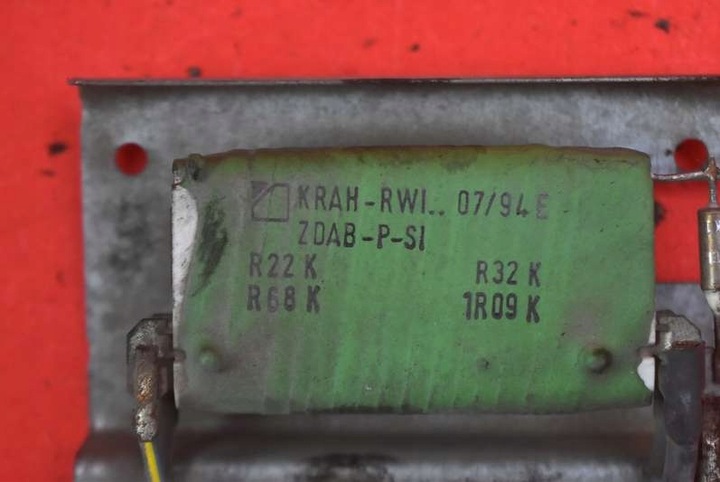 KRAH-RWI.. 07/94 E
ZDAB-P-SI
R22 K R32 K
R68 K 1R09 K